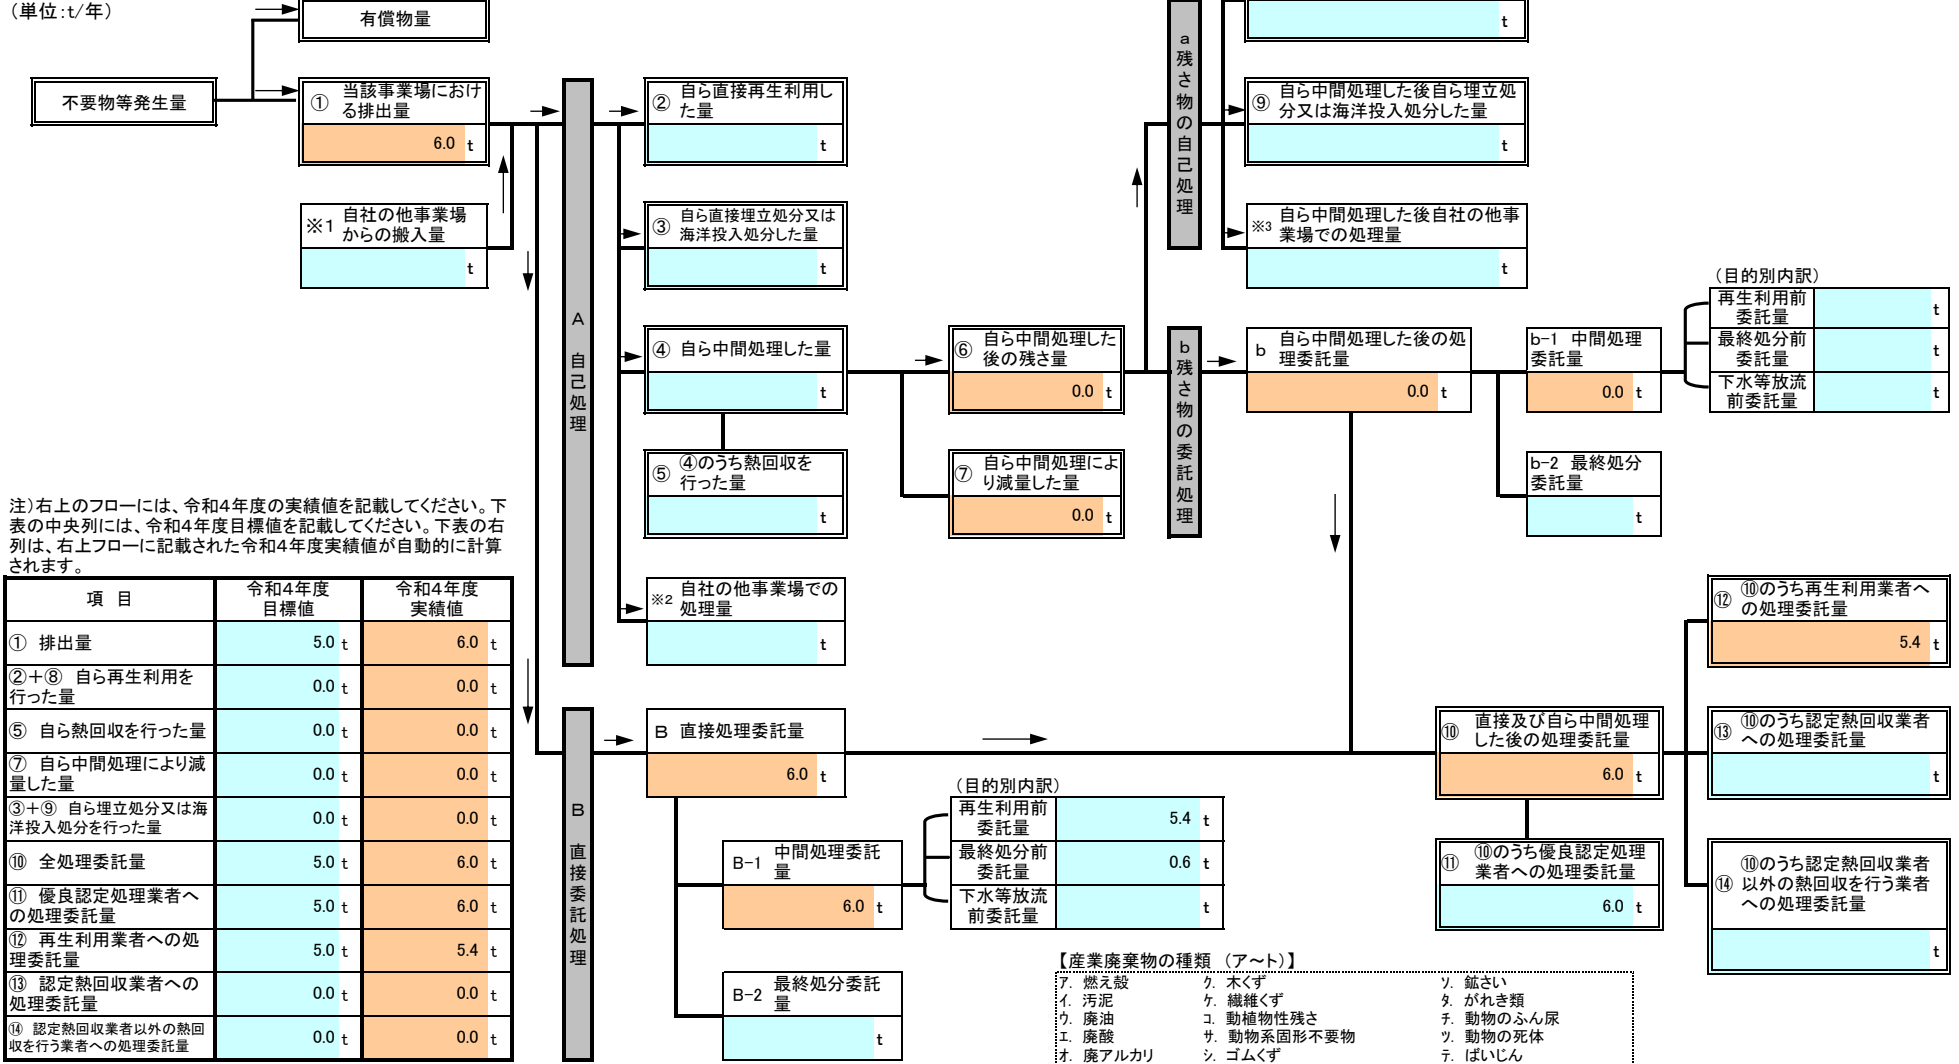 （単位：t/年）
有償物量
不要物等発生量
① 当該事業場におけ
る排出量
6.0 t
※1 自社の他事業場
からの搬入量
t
A 自己処理
② 自ら直接再生利用し
た量
t
③ 自ら直接埋立処分又は
海洋投入処分した量
t
④ 自ら中間処理した量
t
⑤ ④のうち熱回収を
行った量
t
※2 自社の他事業場での
処理量
t
⑥ 自ら中間処理した
後の残さ量
0.0 t
⑦ 自ら中間処理によ
り減量した量
0.0 t
a 残さ物の自己処理
t
⑨ 自ら中間処理した後自ら埋立処
分又は海洋投入処分した量
t
※3 自ら中間処理した後自社の他事
業場での処理量
t
b 残さ物の委託処理
b 自ら中間処理した後の処
理委託量
0.0 t
b-1 中間処理
委託量
0.0 t
b-2 最終処分
委託量
t
（目的別内訳）
再生利用前
委託量 t
最終処分前
委託量 t
下水等放流
前委託量 t
注）右上のフローには、令和４年度の実績値を記載してください。下
表の中央列には、令和４年度目標値を記載してください。下表の右
列は、右上フローに記載された令和４年度実績値が自動的に計算
されます。
項 目 令和４年度 目標値 令和４年度 実績値
① 排出量 5.0 t 6.0 t
②＋⑧ 自ら再生利用を
行った量 0.0 t 0.0 t
⑤ 自ら熱回収を行った量 0.0 t 0.0 t
⑦ 自ら中間処理により減
量した量 0.0 t 0.0 t
③＋⑨ 自ら埋立処分又は海
洋投入処分を行った量 0.0 t 0.0 t
⑩ 全処理委託量 5.0 t 6.0 t
⑪ 優良認定処理業者へ
の処理委託量 5.0 t 6.0 t
⑫ 再生利用業者への処
理委託量 5.0 t 5.4 t
⑬ 認定熱回収業者への
処理委託量 0.0 t 0.0 t
⑭ 認定熱回収業者以外の熱回
収を行う業者への処理委託量 0.0 t 0.0 t
B 直接委託処理
B 直接処理委託量
6.0 t
B-1 中間処理委託
量
6.0 t
B-2 最終処分委託
量
t
（目的別内訳）
再生利用前
委託量 5.4 t
最終処分前
委託量 0.6 t
下水等放流
前委託量 t
⑩ 直接及び自ら中間処理
した後の処理委託量
6.0 t
⑪ ⑩のうち優良認定処理
業者への処理委託量
6.0 t
⑫ ⑩のうち再生利用業者へ
の処理委託量
5.4 t
⑬ ⑩のうち認定熱回収業者
への処理委託量
t
⑭ ⑩のうち認定熱回収業者
以外の熱回収を行う業者
への処理委託量
t
【産業廃棄物の種類 （ア～ト）】
ア. 燃え殻 ク. 木くず ソ. 鉱さい
イ. 汚泥 ケ. 繊維くず タ. がれき類
ウ. 廃油 コ. 動植物性残さ チ. 動物のふん尿
エ. 廃酸 サ. 動物系固形不要物 ツ. 動物の死体
オ. 廃アルカリ シ. ゴムくず テ. ばいじん